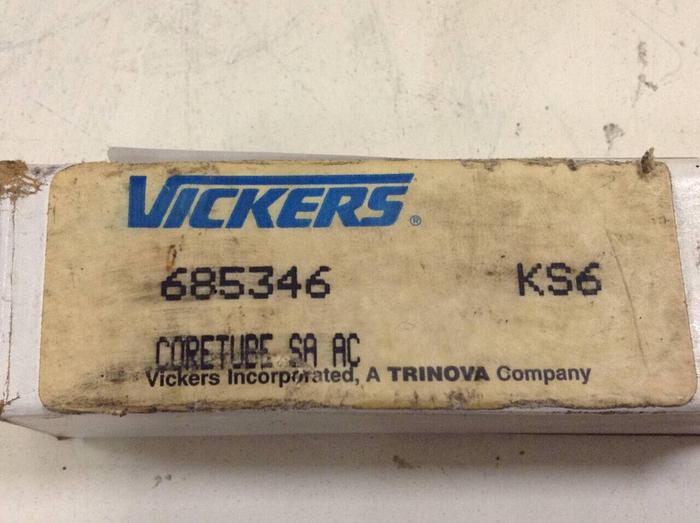 VICKERS®
685346 KS6
CORETUBE SA AC
Vickers Incorporated, A TRINOVA Company